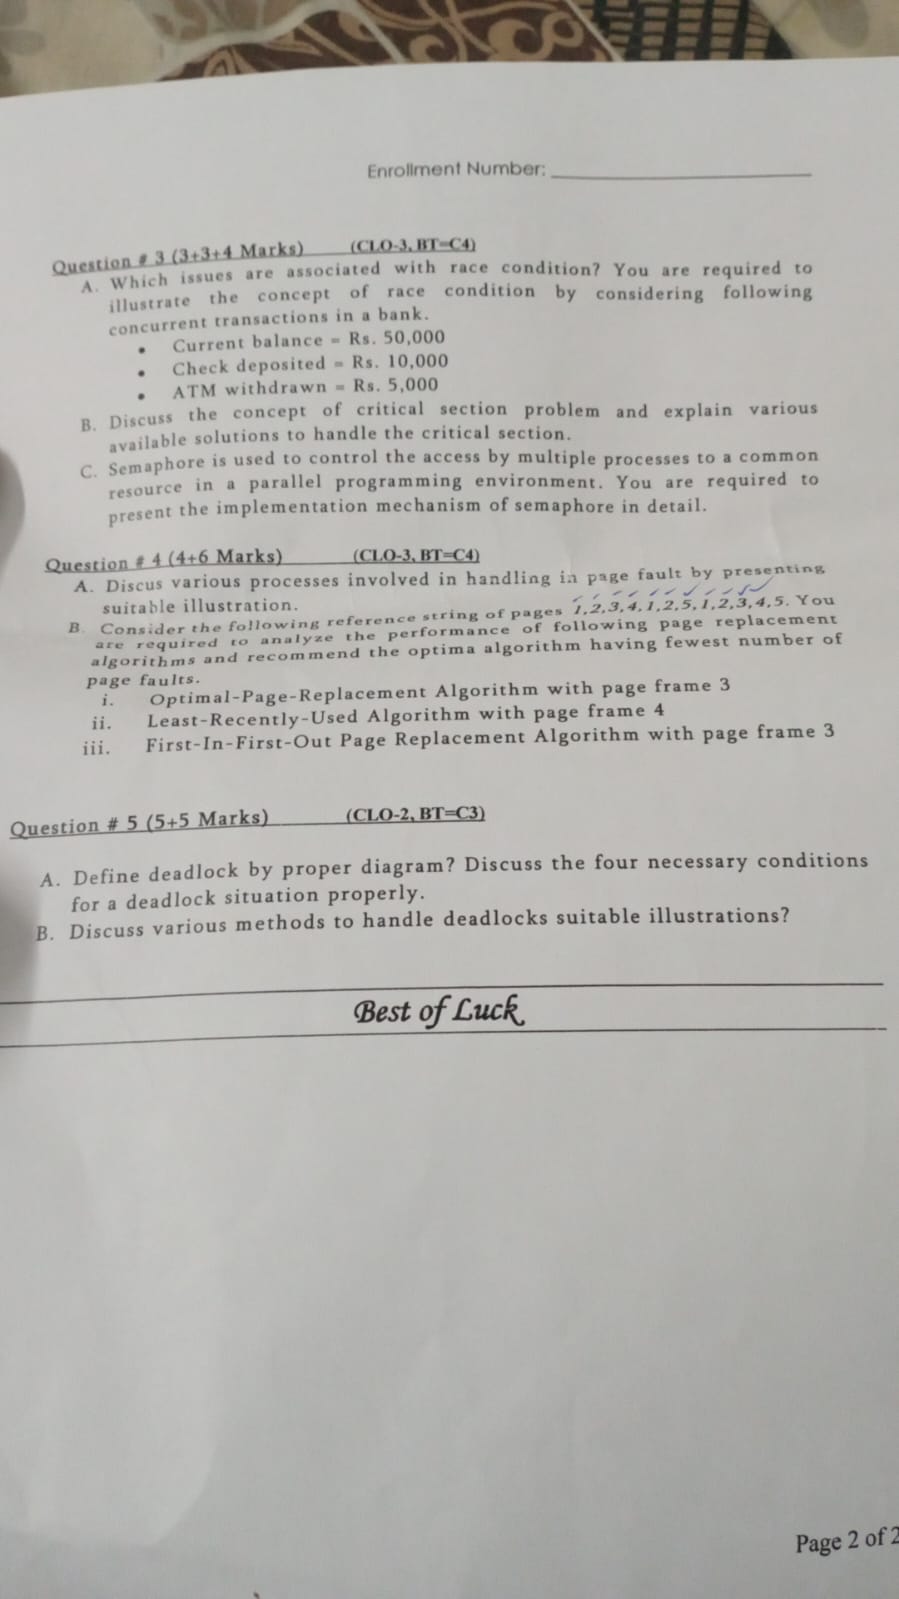 Enrollment Number:
Question # 3 (3+3+4 Marks) (CLO-3, BT=C4)
A. Which issues are associated with race condition? You are required to
illustrate the concept of race condition by considering following
concurrent transactions in a bank.
• Current balance = Rs. 50,000
• Check deposited = Rs. 10,000
• ATM withdrawn = Rs. 5,000
B. Discuss the concept of critical section problem and explain various
available solutions to handle the critical section.
C. Semaphore is used to control the access by multiple processes to a common
resource in a parallel programming environment. You are required to
present the implementation mechanism of semaphore in detail.
Question # 4 (4+6 Marks) (CLO-3, BT=C4)
A. Discus various processes involved in handling in page fault by presenting
suitable illustration.
B. Consider the following reference string of pages 1,2,3,4,1,2,5,1,2,3,4,5. You
are required to analyze the performance of following page replacement
algorithms and recommend the optima algorithm having fewest number of
page faults.
i. Optimal-Page-Replacement Algorithm with page frame 3
ii. Least-Recently-Used Algorithm with page frame 4
iii. First-In-First-Out Page Replacement Algorithm with page frame 3
Question # 5 (5+5 Marks) (CLO-2, BT=C3)
A. Define deadlock by proper diagram? Discuss the four necessary conditions
for a deadlock situation properly.
B. Discuss various methods to handle deadlocks suitable illustrations?
Best of Luck
Page 2 of 2